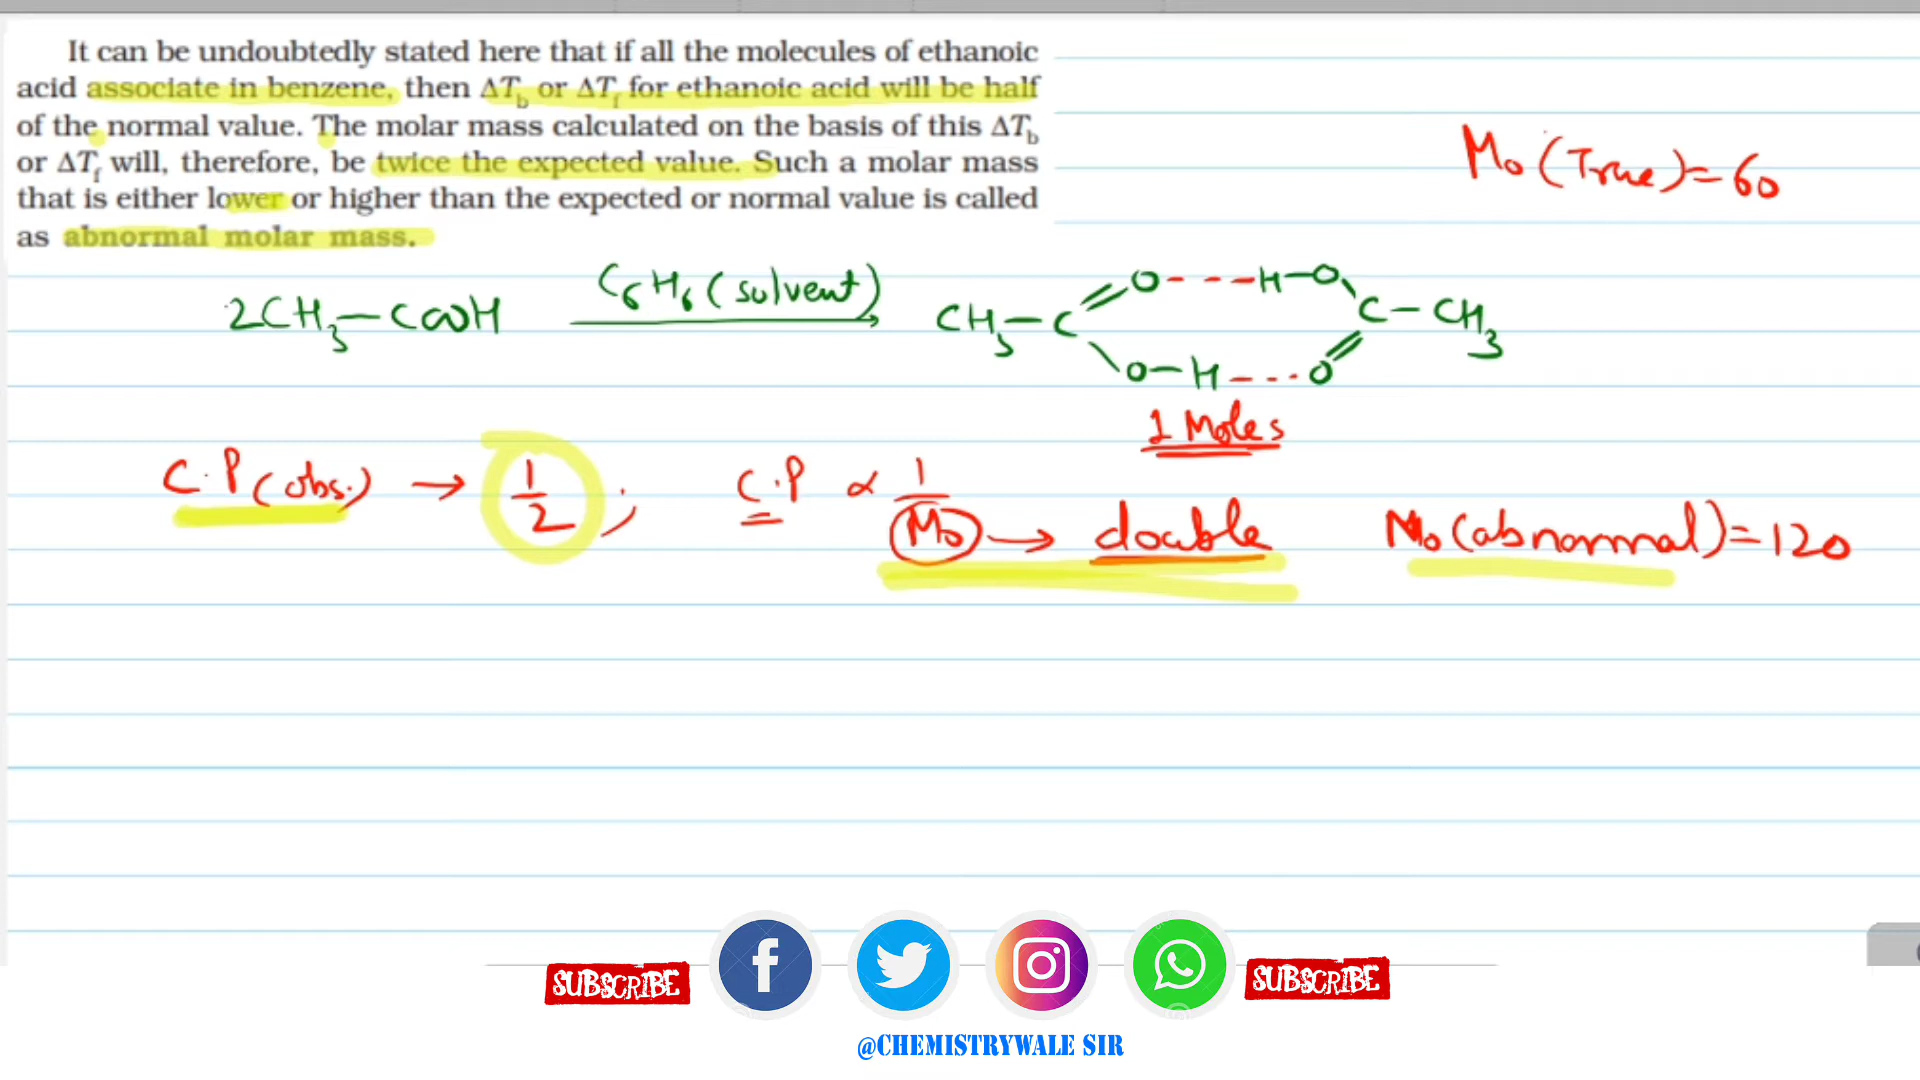 It can be undoubtedly stated here that if all the molecules of ethanoic
acid associate in benzene, then ΔTb or ΔTf for ethanoic acid will be half
of the normal value. The molar mass calculated on the basis of this ΔTb
or ΔTf will, therefore, be twice the expected value. Such a molar mass
that is either lower or higher than the expected or normal value is called
as abnormal molar mass.
Mo (True) = 60
2CH3-COOH C6H6 (solvent) → CH3-C O---H-O C-CH3
O-H---O
1 Moles
C.P (obs.) → 1/2 ; C.P ∝ 1/Mo → double Mo (abnormal) = 120
SUBSCRIBE SUBSCRIBE
@CHEMISTRYWALE SIR